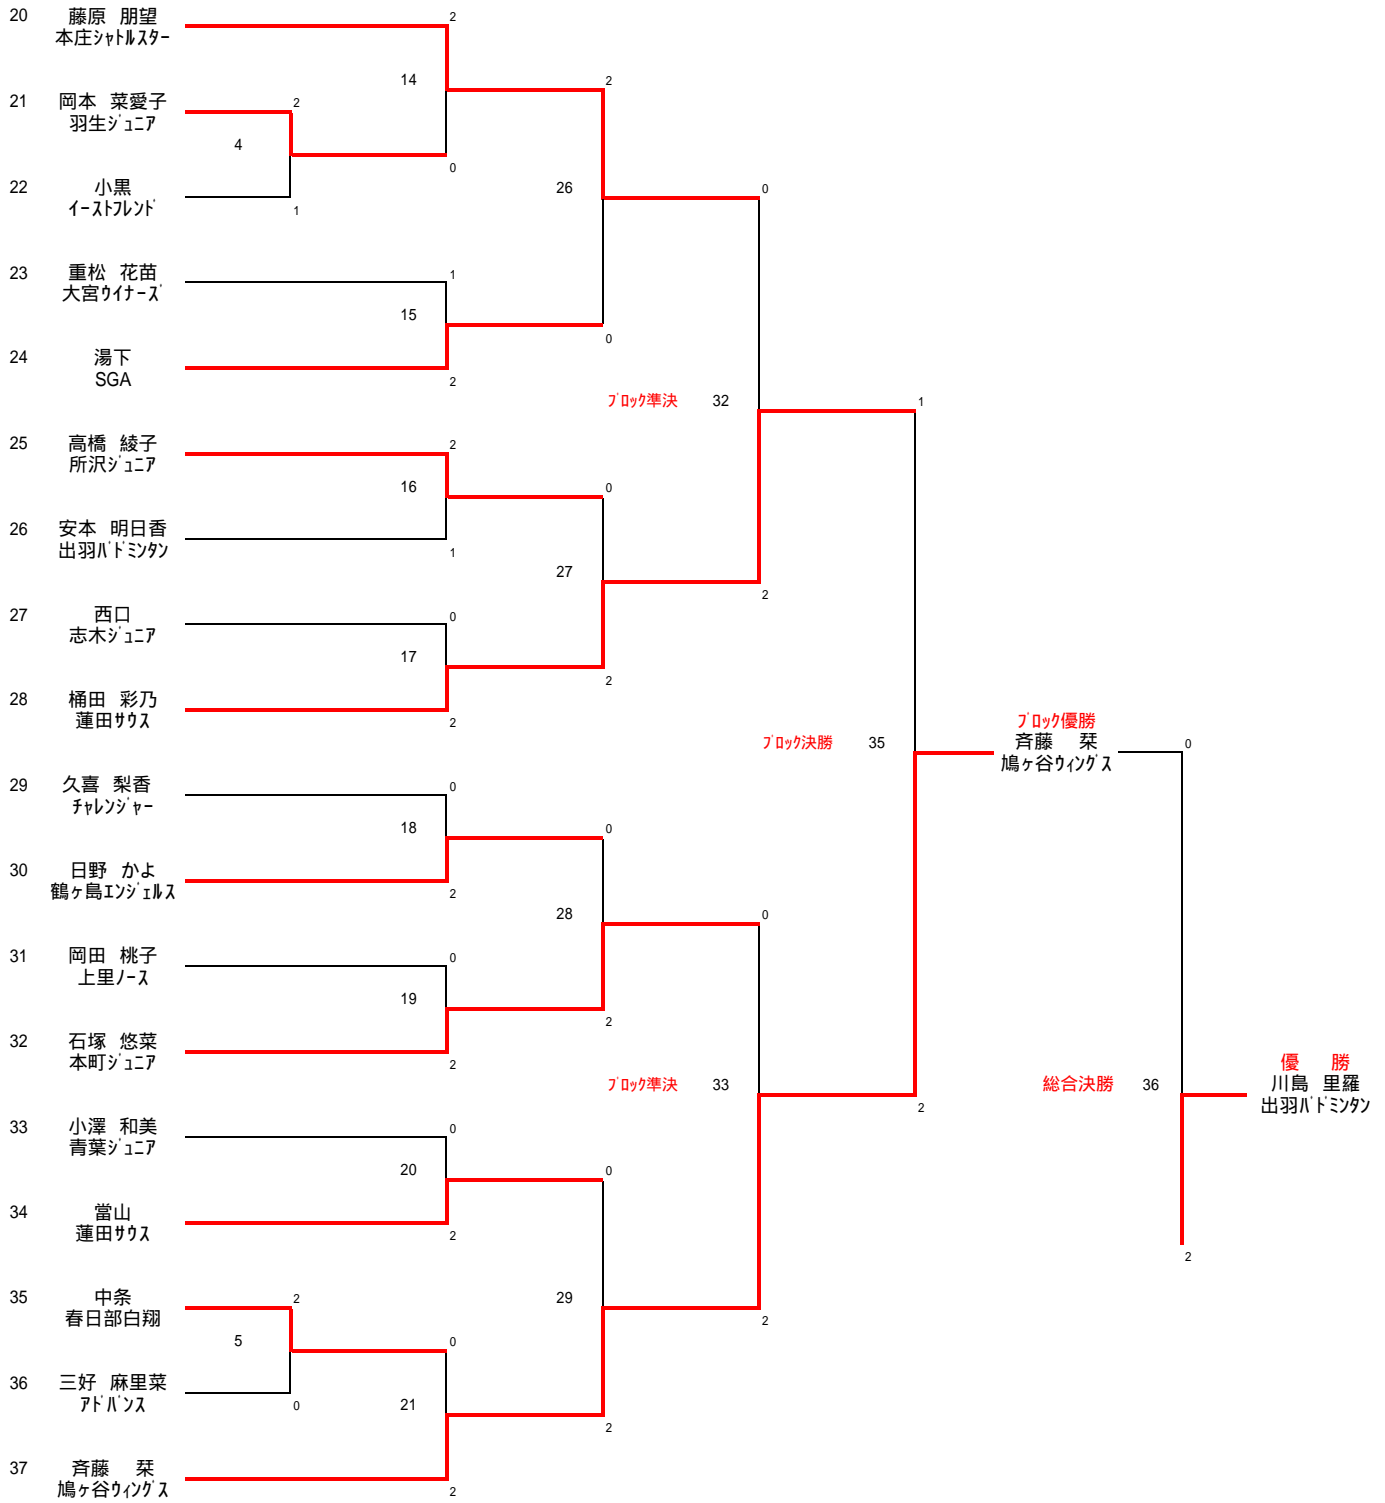 20 藤原 朋望 2
本庄ｼｬﾄﾙｽﾀｰ
14 2
21 岡本 菜愛子 2
羽生ｼﾞｭﾆｱ
4
0
22 小黒 26 0
ｲｰｽﾄﾌﾚﾝﾄﾞ 1
23 重松 花苗 1
大宮ｳｲﾅｰｽﾞ
15
0
24 湯下
SGA 2
ﾌﾞﾛｯｸ準決 32 1
25 高橋 綾子 2
所沢ｼﾞｭﾆｱ
16 0
26 安本 明日香
出羽ﾊﾞﾄﾞﾐﾝﾀﾝ 1
27
2
27 西口 0
志木ｼﾞｭﾆｱ
17
2
28 桶田 彩乃
蓮田ｻｳｽ 2
ﾌﾞﾛｯｸ優勝
ﾌﾞﾛｯｸ決勝 35 斉藤 栞 0
鳩ヶ谷ｳｨﾝｸﾞｽ
29 久喜 梨香 0
ﾁｬﾚﾝｼﾞｬｰ
18 0
30 日野 かよ
鶴ヶ島ｴﾝｼﾞｪﾙｽ 2
28 0
31 岡田 桃子 0
上里ﾉｰｽ
19
2
32 石塚 悠菜
本町ｼﾞｭﾆｱ 2
優 勝
ﾌﾞﾛｯｸ準決 33 総合決勝 36 川島 里羅
出羽ﾊﾞﾄﾞﾐﾝﾀﾝ
2
33 小澤 和美 0
青葉ｼﾞｭﾆｱ
20 0
34 當山
蓮田ｻｳｽ 2
2
35 中条 2 29
春日部白翔 2
5 0
36 三好 麻里菜
ｱﾄﾞﾊﾞﾝｽ 0
21
2
37 斉藤 栞
鳩ヶ谷ｳｨﾝｸﾞｽ 2